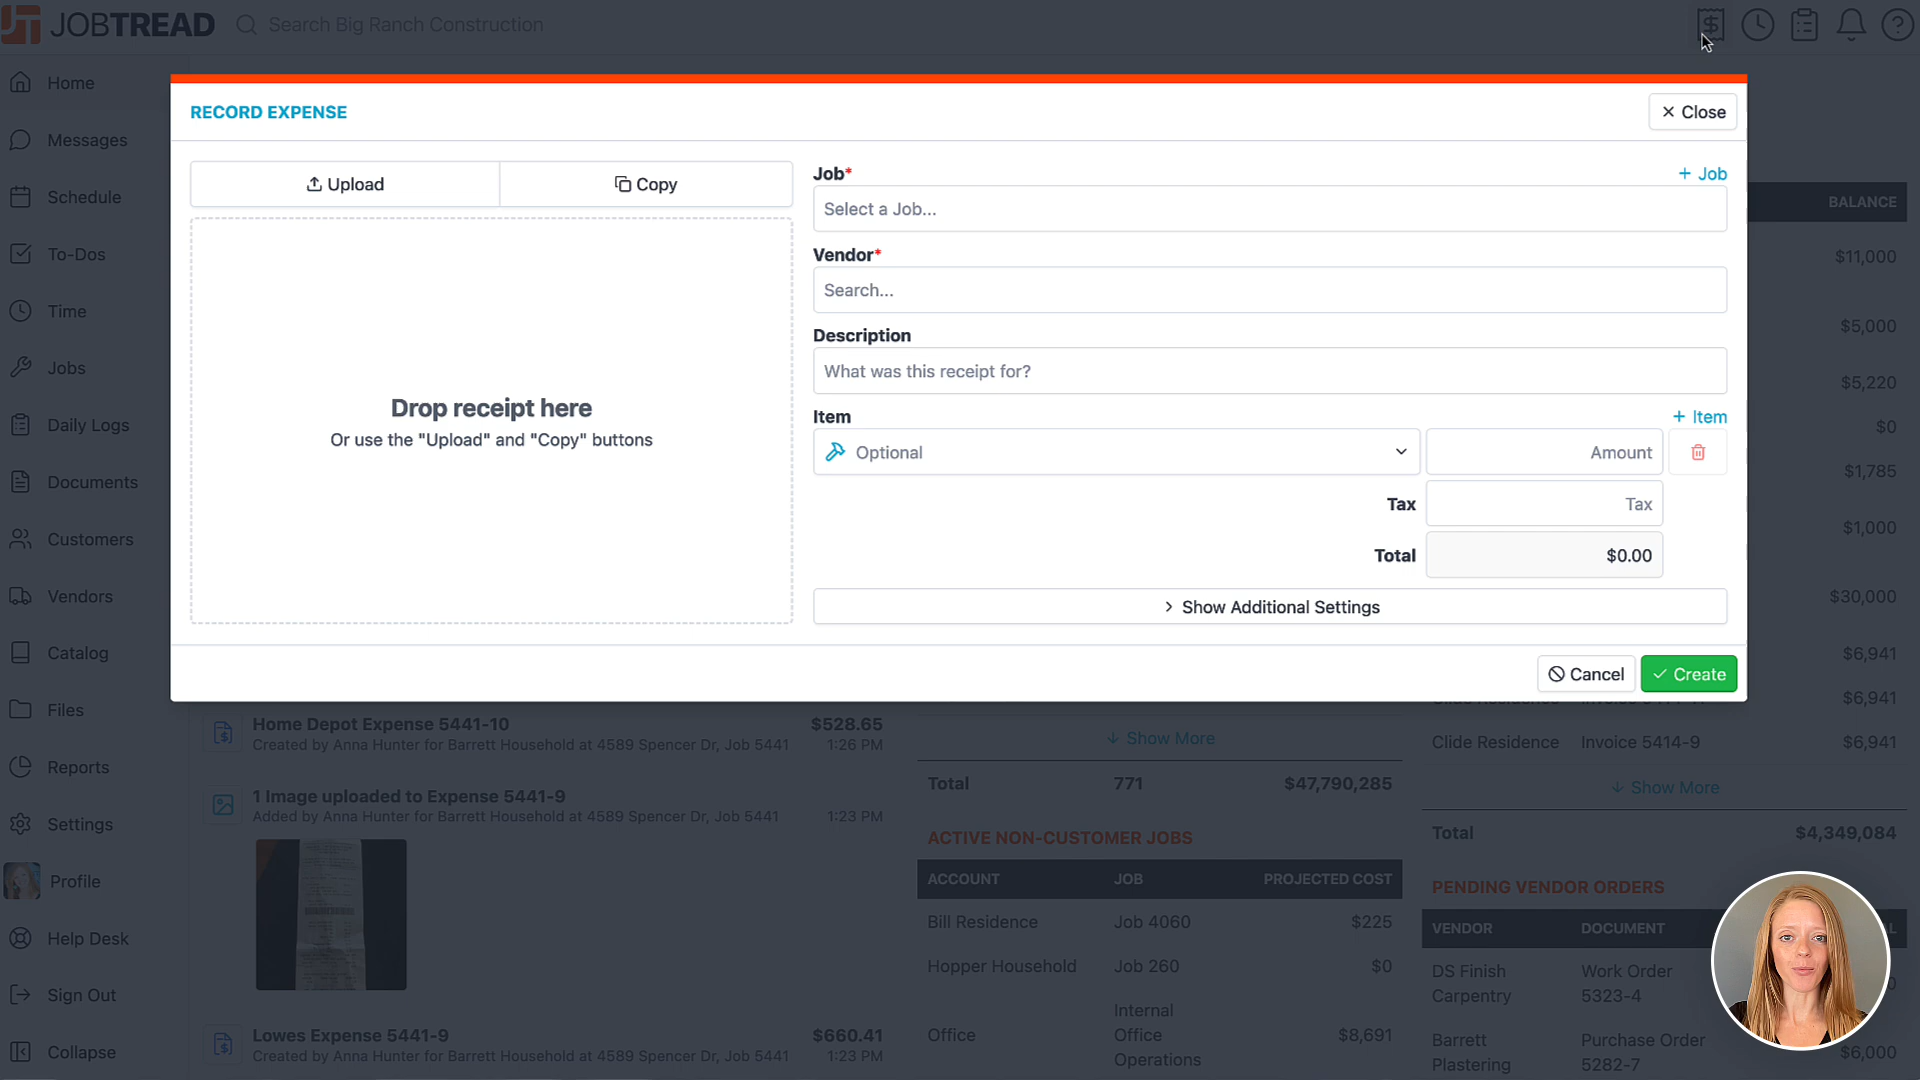 JOBTREAD
Search Big Ranch Construction
Home
Messages
Schedule
To-Dos
Time
Jobs
Daily Logs
Documents
Customers
Vendors
Catalog
Files
Reports
Settings
Profile
Help Desk
Sign Out
Collapse
RECORD EXPENSE
Close
Upload
Copy
Drop receipt here
Or use the "Upload" and "Copy" buttons
Job*
+ Job
Select a Job...
Vendor*
Search...
Description
What was this receipt for?
Item
+ Item
Optional
Amount
Tax
Tax
Total
$0.00
Show Additional Settings
Cancel
Create
BALANCE
$11,000
$5,000
$5,220
$0
$1,785
$1,000
$30,000
$6,941
$6,941
Home Depot Expense 5441-10
$528.65
Created by Anna Hunter for Barrett Household at 4589 Spencer Dr, Job 5441
1:26 PM
1 Image uploaded to Expense 5441-9
Added by Anna Hunter for Barrett Household at 4589 Spencer Dr, Job 5441
1:23 PM
Lowes Expense 5441-9
$660.41
Created by Anna Hunter for Barrett Household at 4589 Spencer Dr, Job 5441
1:23 PM
Show More
Total 771 $47,790,285
ACTIVE NON-CUSTOMER JOBS
ACCOUNT JOB PROJECTED COST
Bill Residence Job 4060 $225
Hopper Household Job 260 $0
Office Internal Office Operations $8,691
Clide Residence Invoice 5414-9 $6,941
Show More
Total $4,349,084
PENDING VENDOR ORDERS
VENDOR DOCUMENT
DS Finish Carpentry Work Order 5323-4
Barrett Plastering Purchase Order 5282-7 $6,000